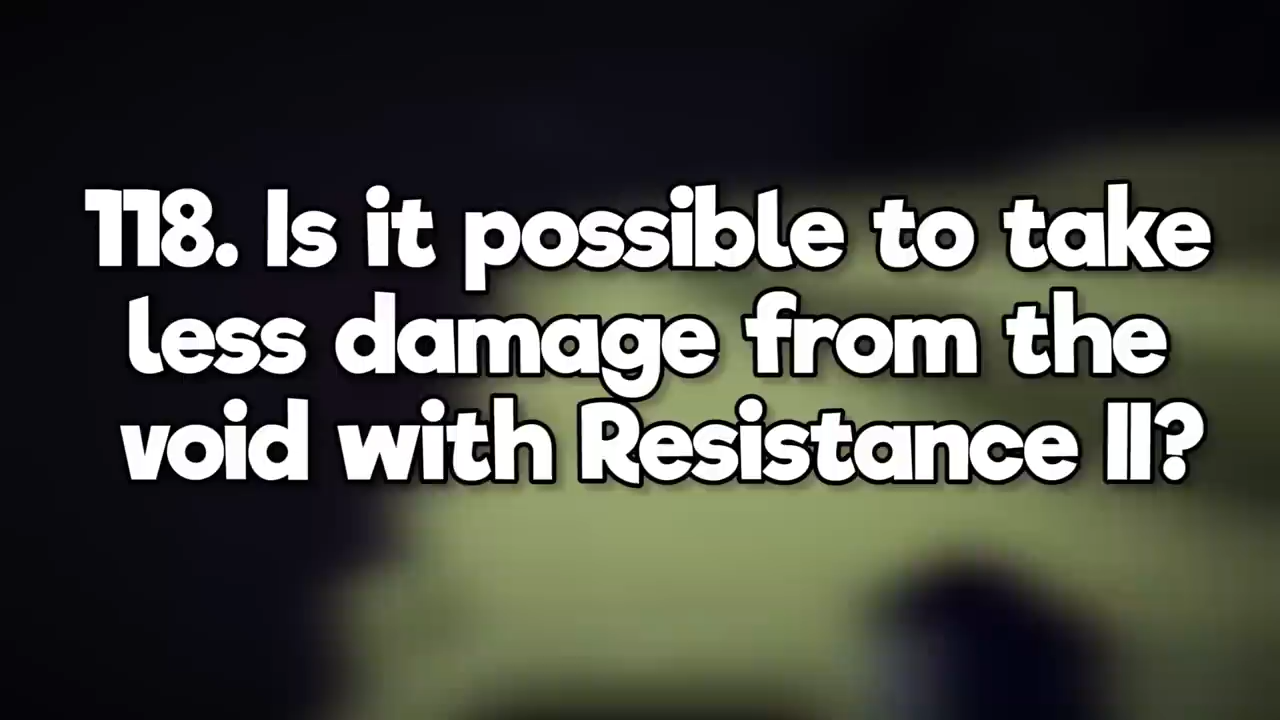 118. Is it possible to take
less damage from the
void with Resistance II?